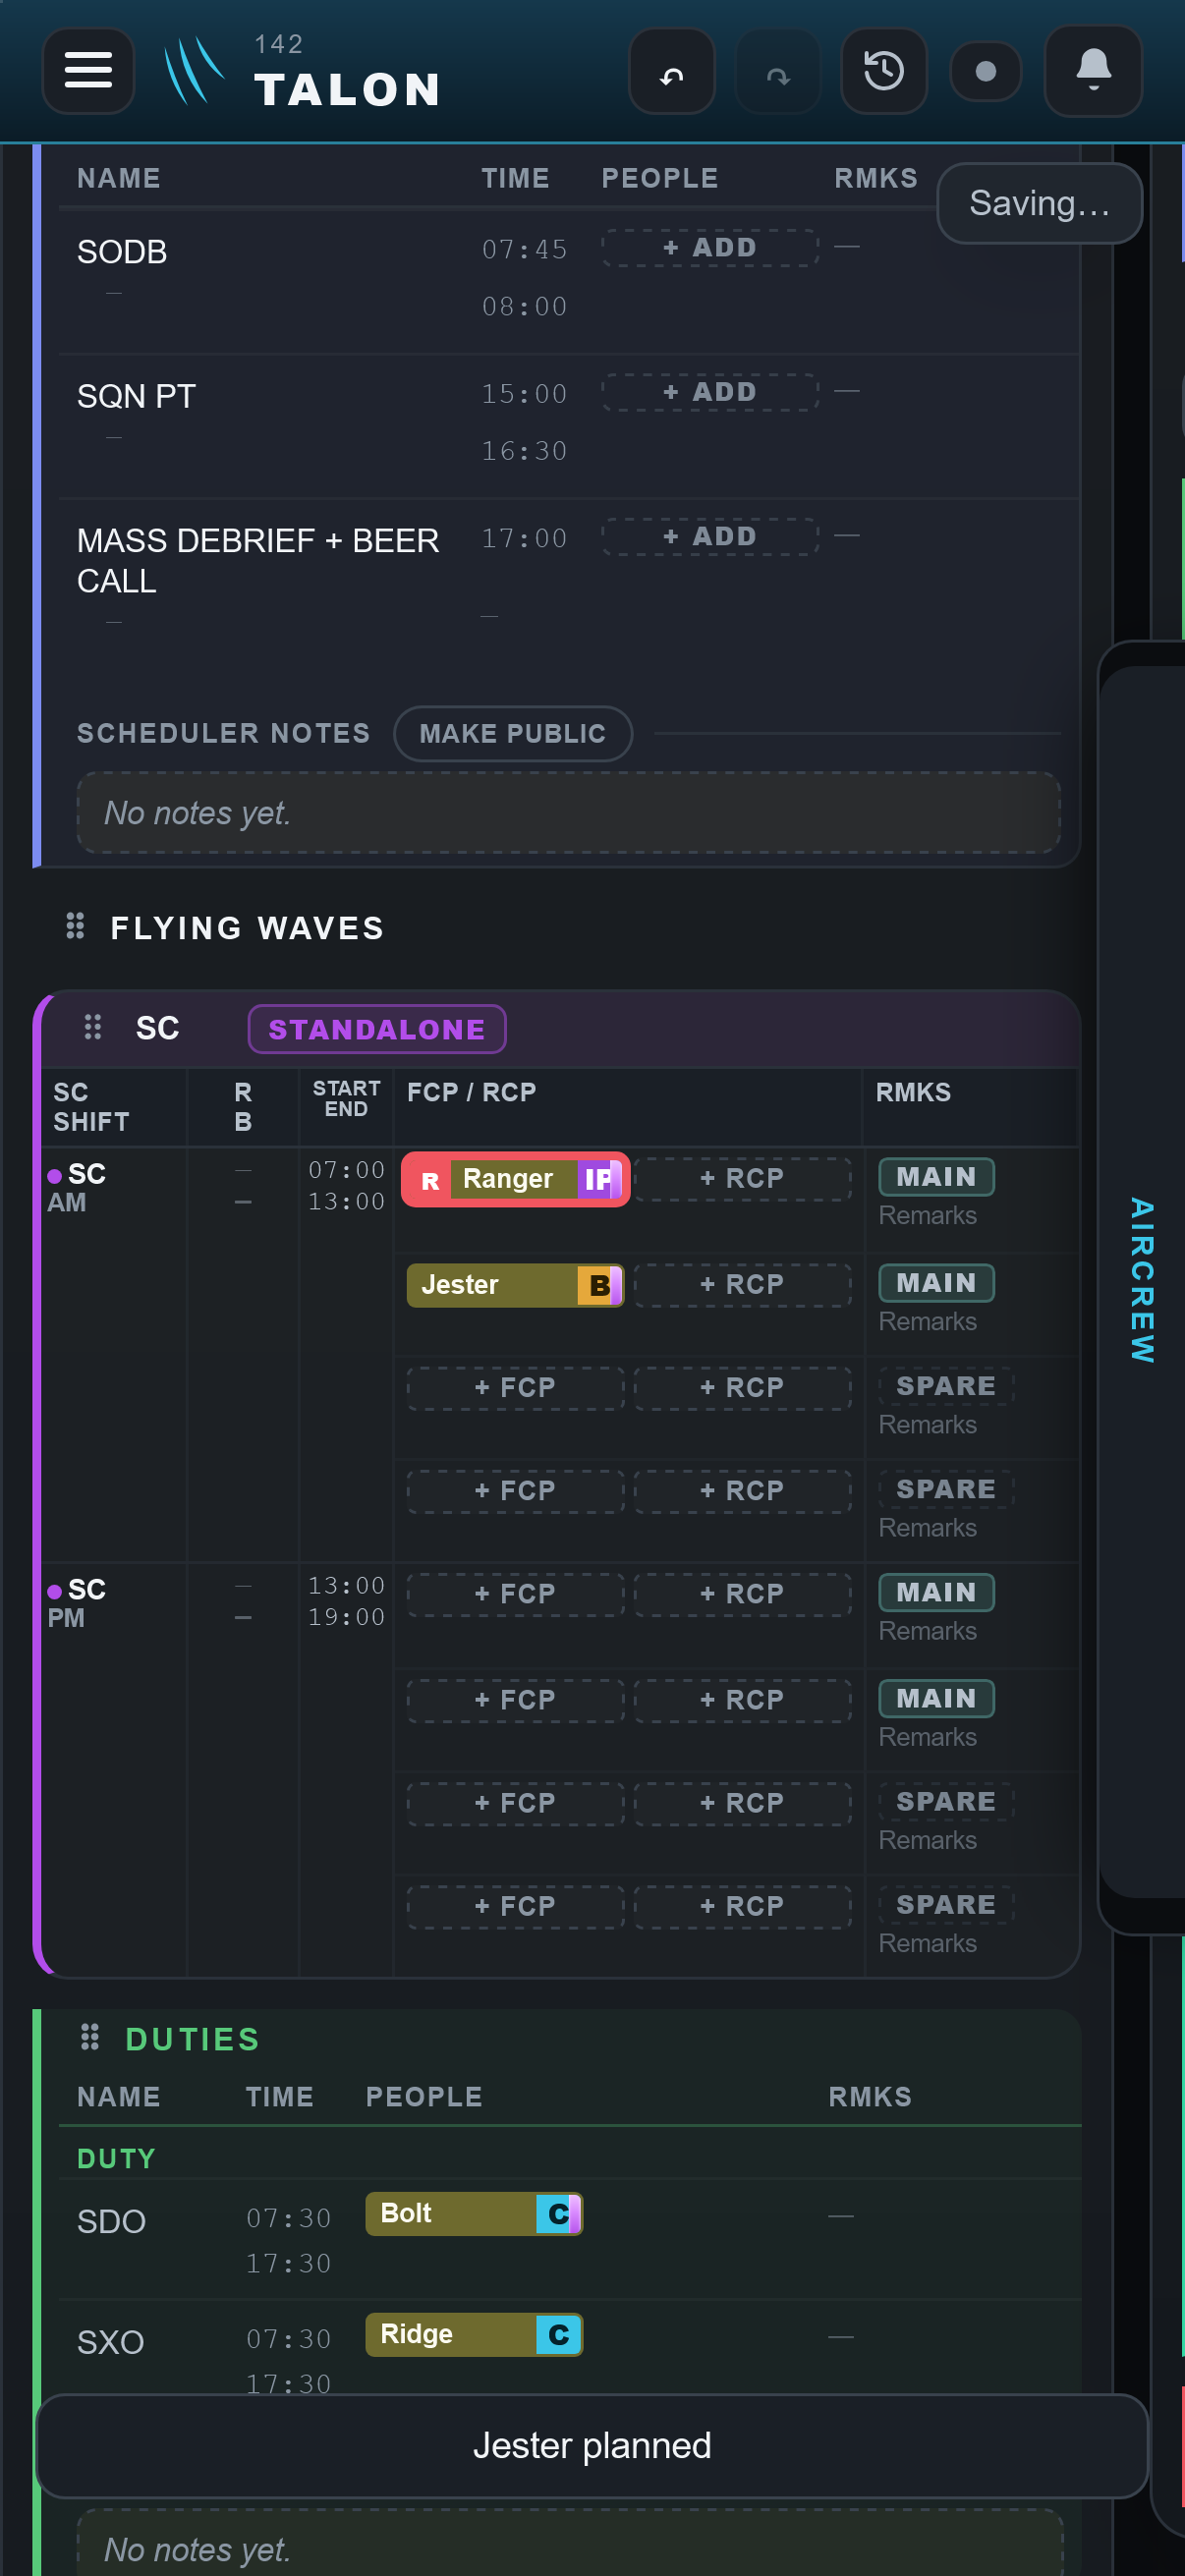 142
TALON
NAME TIME PEOPLE RMKS
Saving...
SODB 07:45 + ADD —
— 08:00
SQN PT 15:00 + ADD —
— 16:30
MASS DEBRIEF + BEER CALL 17:00 + ADD —
— —
SCHEDULER NOTES MAKE PUBLIC
No notes yet.
FLYING WAVES
SC STANDALONE
SC SHIFT R B START END FCP / RCP RMKS
SC AM — — 07:00 13:00 R Ranger IP + RCP MAIN
Remarks
Jester B + RCP MAIN
Remarks
+ FCP + RCP SPARE
Remarks
+ FCP + RCP SPARE
Remarks
SC PM — — 13:00 19:00 + FCP + RCP MAIN
Remarks
+ FCP + RCP MAIN
Remarks
+ FCP + RCP SPARE
Remarks
+ FCP + RCP SPARE
Remarks
AIRCREW
DUTIES
NAME TIME PEOPLE RMKS
DUTY
SDO 07:30 Bolt C —
17:30
SXO 07:30 Ridge C —
17:30
Jester planned
No notes yet.